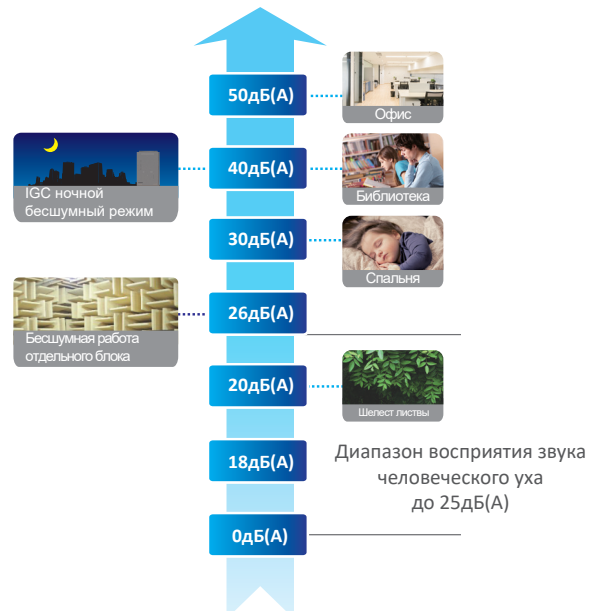 50дБ(А)
Офис
40дБ(А)
IGC ночной
бесшумный режим
Библиотека
30дБ(А)
Спальня
26дБ(А)
Бесшумная работа
отдельного блока
20дБ(А)
Шелест листвы
18дБ(А)
Диапазон восприятия звука
человеческого уха
до 25дБ(А)
0дБ(А)